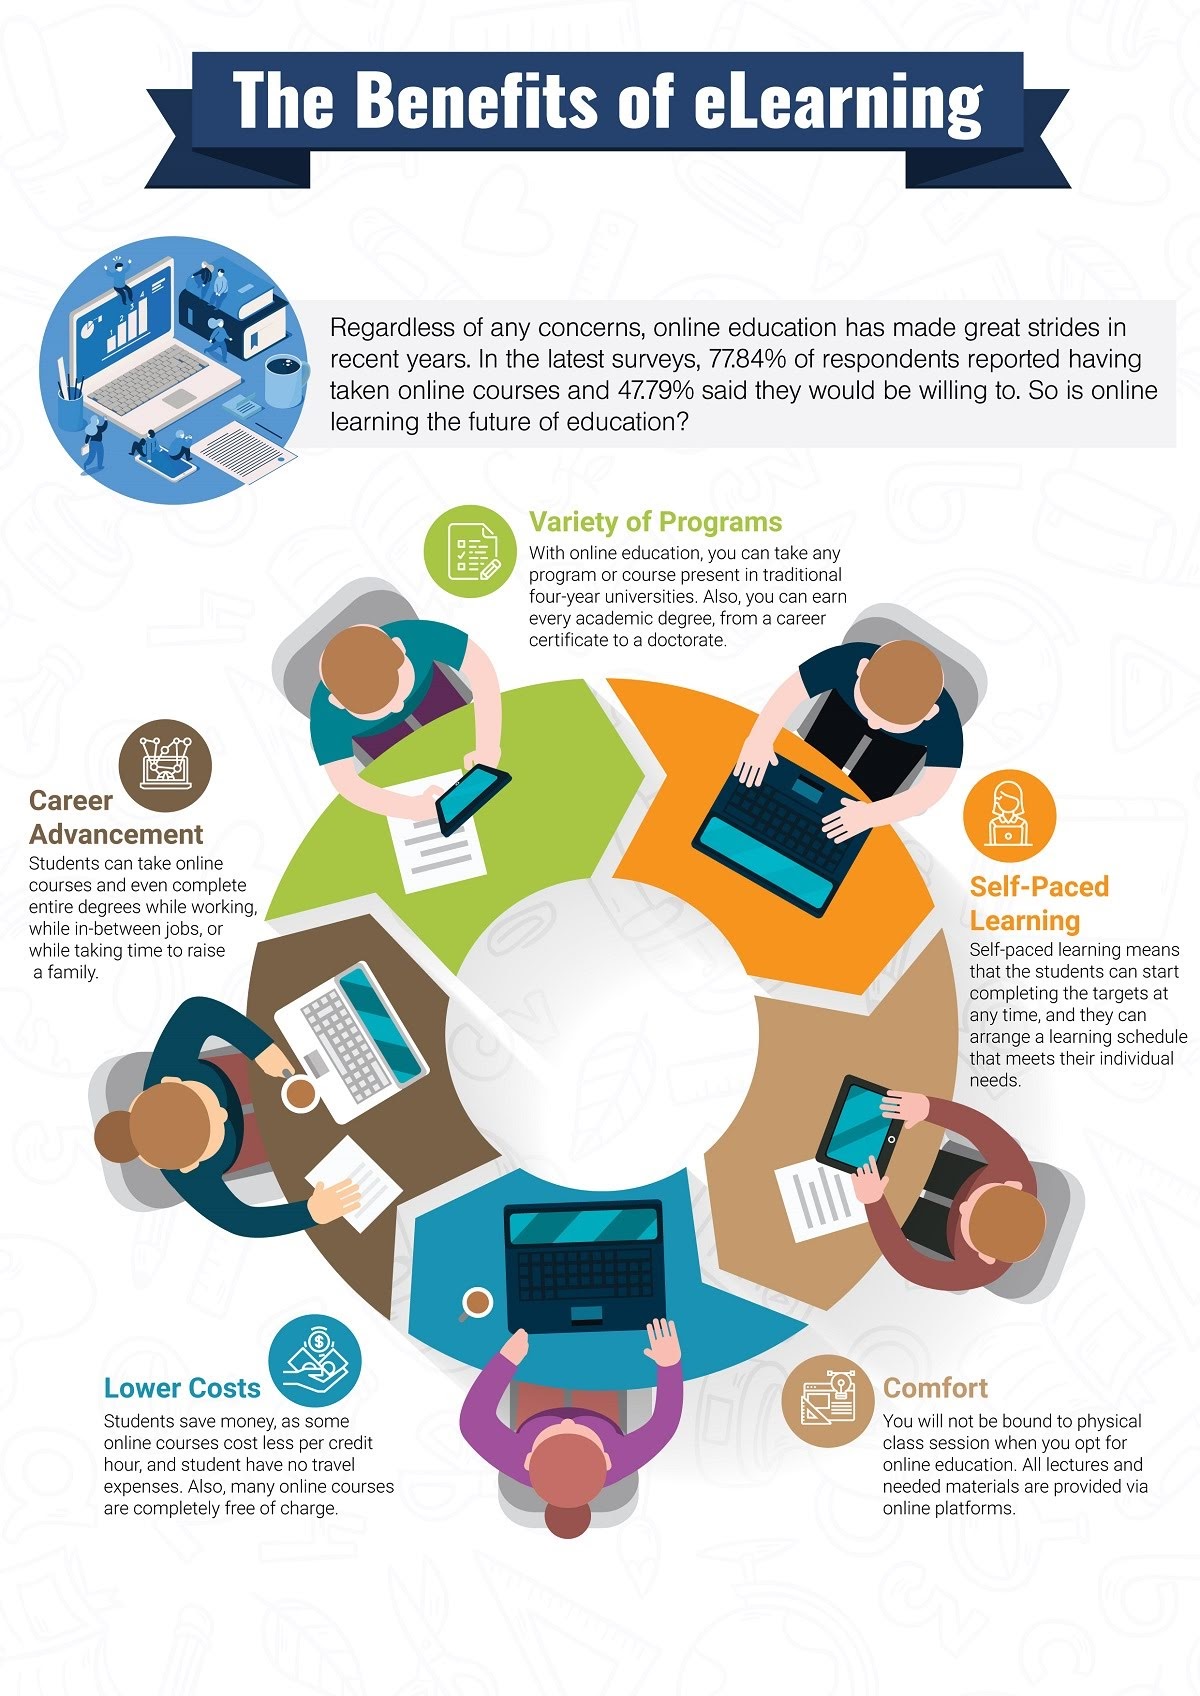 The Benefits of eLearning
Regardless of any concerns, online education has made great strides in
recent years. In the latest surveys, 77.84% of respondents reported having
taken online courses and 47.79% said they would be willing to. So is online
learning the future of education?
Variety of Programs
With online education, you can take any
program or course present in traditional
four-year universities. Also, you can earn
every academic degree, from a career
certificate to a doctorate.
Self-Paced
Learning
Self-paced learning means
that the students can start
completing the targets at
any time, and they can
arrange a learning schedule
that meets their individual
needs.
Comfort
You will not be bound to physical
class session when you opt for
online education. All lectures and
needed materials are provided via
online platforms.
Lower Costs
Students save money, as some
online courses cost less per credit
hour, and student have no travel
expenses. Also, many online courses
are completely free of charge.
Career
Advancement
Students can take online
courses and even complete
entire degrees while working,
while in-between jobs, or
while taking time to raise
a family.